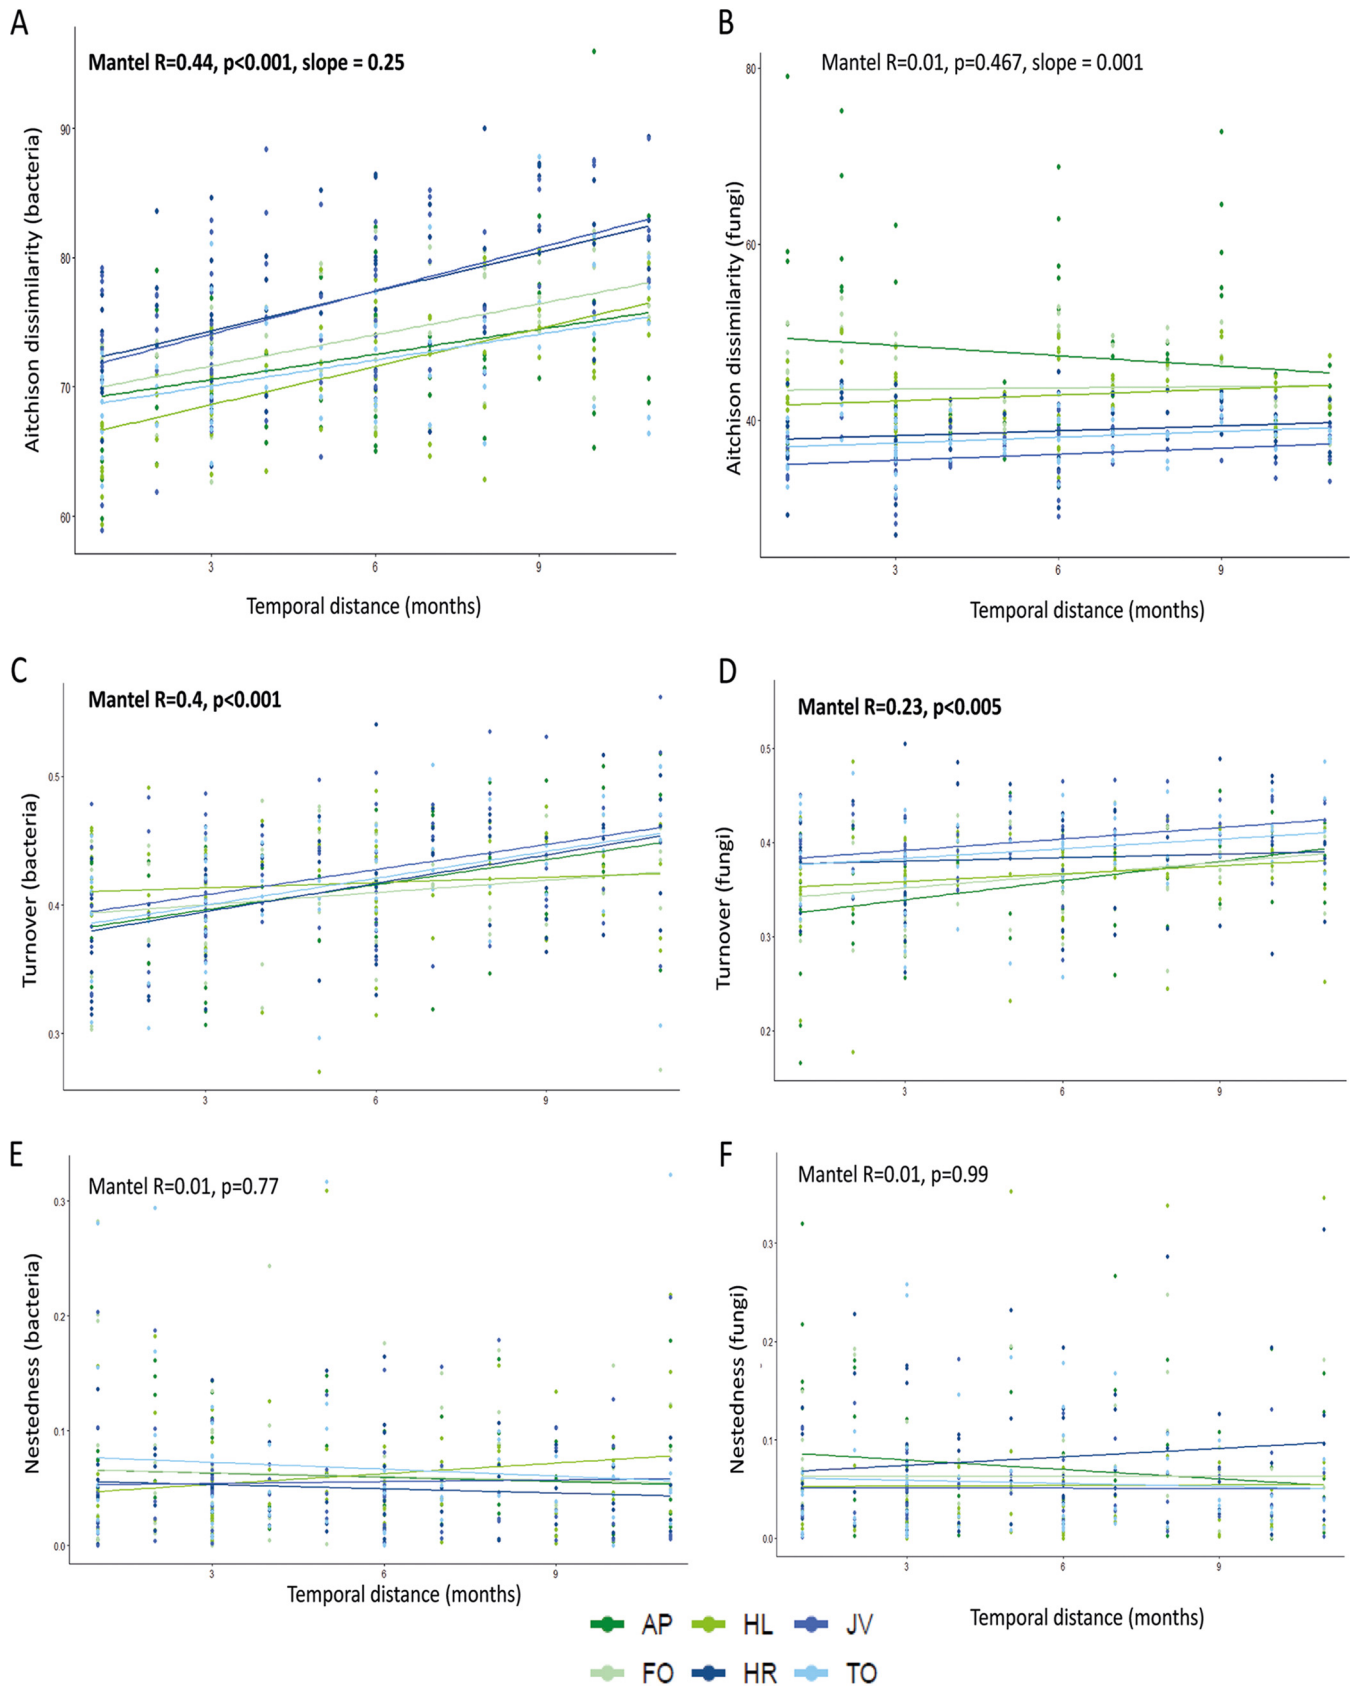 A
Mantel R=0.44, p<0.001, slope = 0.25
Aitchison dissimilarity (bacteria)
90
80
70
60
3 6 9
Temporal distance (months)
B
Mantel R=0.01, p=0.467, slope = 0.001
Aitchison dissimilarity (fungi)
80
60
40
3 6 9
Temporal distance (months)
C
Mantel R=0.4, p<0.001
Turnover (bacteria)
0.5
0.4
0.3
3 6 9
D
Mantel R=0.23, p<0.005
Turnover (fungi)
0.5
0.4
0.3
0.2
3 6 9
E
Mantel R=0.01, p=0.77
Nestedness (bacteria)
0.3
0.2
0.1
0.0
3 6 9
Temporal distance (months)
F
Mantel R=0.01, p=0.99
Nestedness (fungi)
0.3
0.2
0.1
0.0
3 6 9
Temporal distance (months)
AP HL JV
FO HR TO